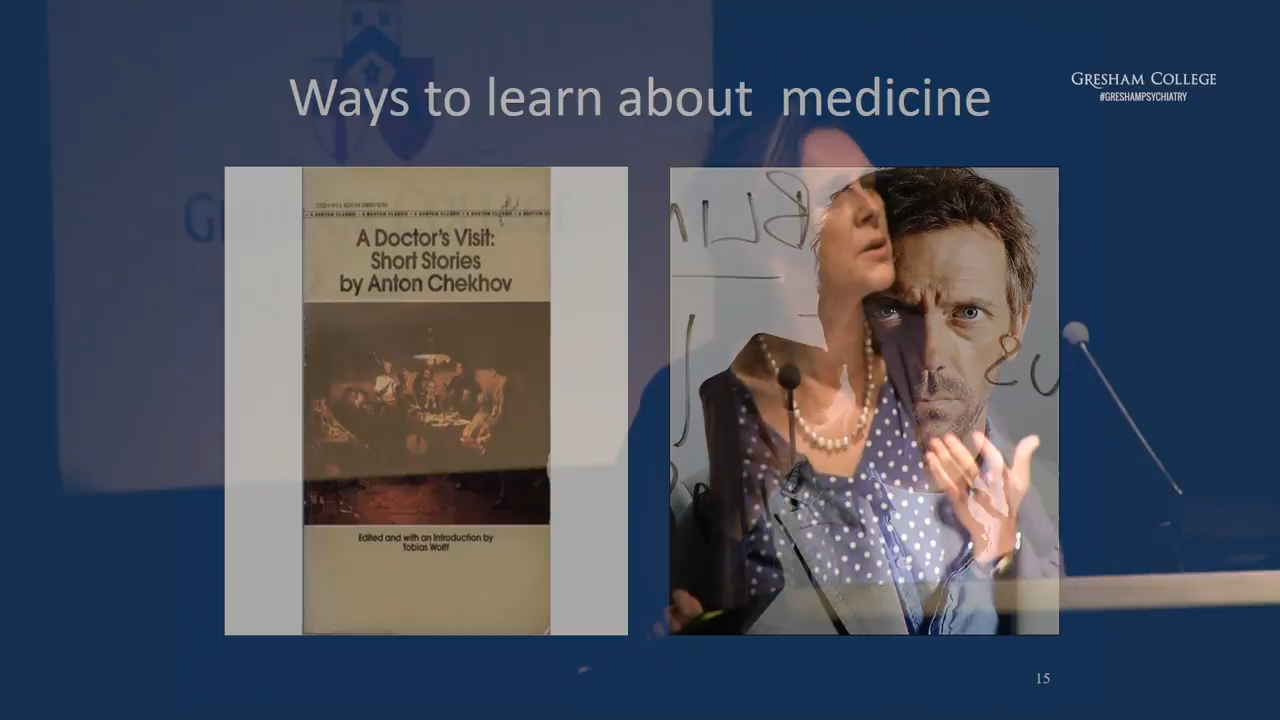 Ways to learn about medicine
GRESHAM COLLEGE
#GRESHAMPSYCHIATRY
A Doctor's Visit:
Short Stories
by Anton Chekhov
Edited and with an Introduction by
Tobias Wolff
15